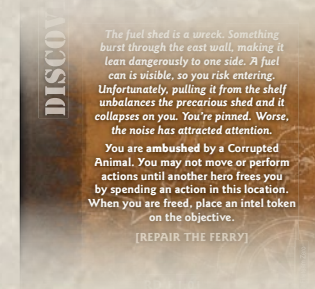 DISCOV
The fuel shed is a wreck. Something
burst through the east wall, making it
lean dangerously to one side. A fuel
can is visible, so you risk entering.
Unfortunately, pulling it from the shelf
unbalances the precarious shed and it
collapses on you. You're pinned. Worse,
the noise has attracted attention.
You are ambushed by a Corrupted
Animal. You may not move or perform
actions until another hero frees you
by spending an action in this location.
When you are freed, place an intel token
on the objective.
[REPAIR THE FERRY]